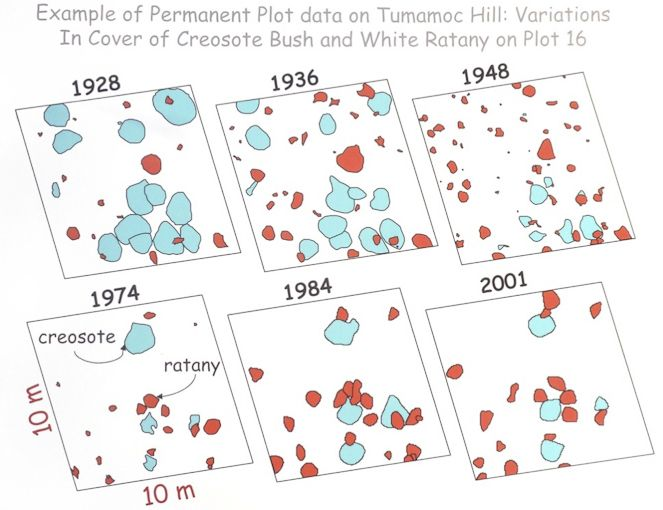 Example of Permanent Plot data on Tumamoc Hill: Variations
In Cover of Creosote Bush and White Ratany on Plot 16
1928
1936
1948
1974
1984
2001
creosote
ratany
10 m
10 m